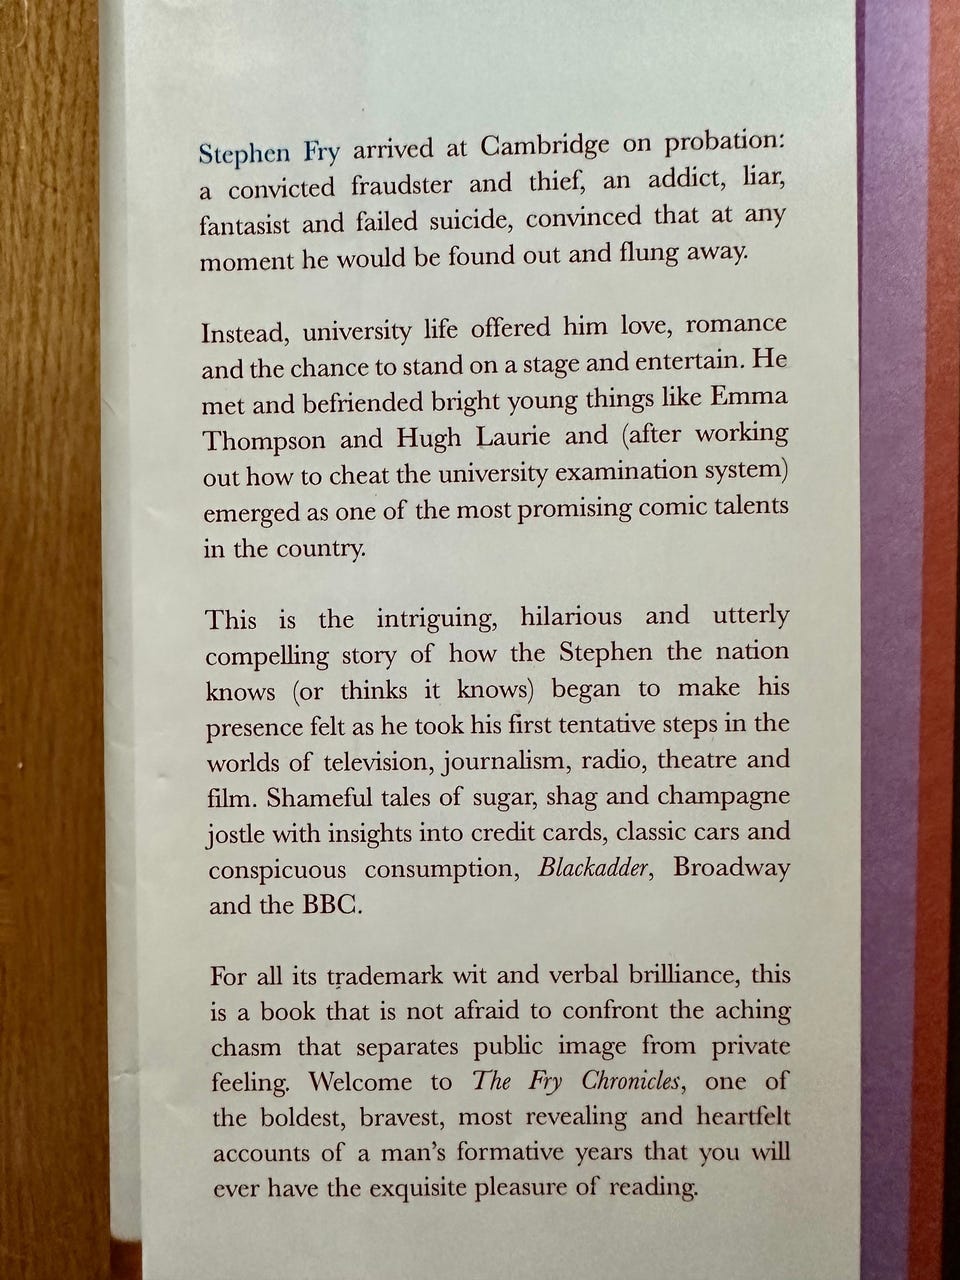 Stephen Fry arrived at Cambridge on probation:
a convicted fraudster and thief, an addict, liar,
fantasist and failed suicide, convinced that at any
moment he would be found out and flung away.
Instead, university life offered him love, romance
and the chance to stand on a stage and entertain. He
met and befriended bright young things like Emma
Thompson and Hugh Laurie and (after working
out how to cheat the university examination system)
emerged as one of the most promising comic talents
in the country.
This is the intriguing, hilarious and utterly
compelling story of how the Stephen the nation
knows (or thinks it knows) began to make his
presence felt as he took his first tentative steps in the
worlds of television, journalism, radio, theatre and
film. Shameful tales of sugar, shag and champagne
jostle with insights into credit cards, classic cars and
conspicuous consumption, Blackadder, Broadway
and the BBC.
For all its trademark wit and verbal brilliance, this
is a book that is not afraid to confront the aching
chasm that separates public image from private
feeling. Welcome to The Fry Chronicles, one of
the boldest, bravest, most revealing and heartfelt
accounts of a man's formative years that you will
ever have the exquisite pleasure of reading.